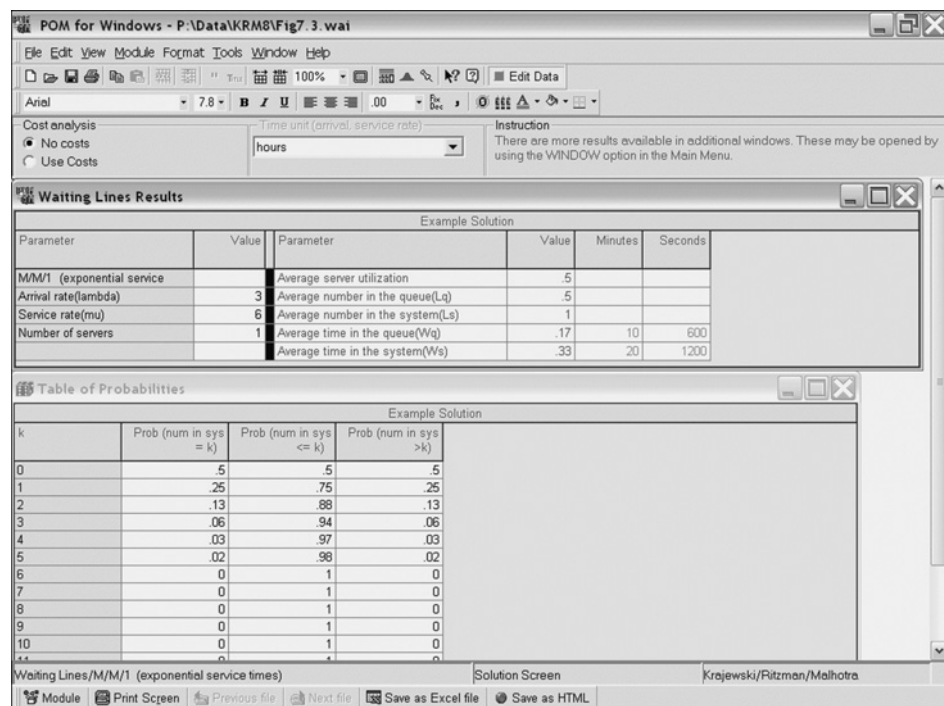 POM for Windows - P:\Data\KRM8\Fig7.3.wai
File Edit View Module Format Tools Window Help
100% Edit Data
Arial 7.8 B I U .00 Fix Dec , 0
Cost analysis
No costs
Use Costs
Time unit (arrival, service rate)
hours
Instruction
There are more results available in additional windows. These may be opened by
using the WINDOW option in the Main Menu.
Waiting Lines Results
Example Solution
Parameter Value Parameter Value Minutes Seconds
M/M/1 (exponential service Average server utilization .5
Arrival rate(lambda) 3 Average number in the queue(Lq) .5
Service rate(mu) 6 Average number in the system(Ls) 1
Number of servers 1 Average time in the queue(Wq) .17 10 600
Average time in the system(Ws) .33 20 1200
Table of Probabilities
Example Solution
k Prob (num in sys = k) Prob (num in sys <= k) Prob (num in sys >k)
0 .5 .5 .5
1 .25 .75 .25
2 .13 .88 .13
3 .06 .94 .06
4 .03 .97 .03
5 .02 .98 .02
6 0 1 0
7 0 1 0
8 0 1 0
9 0 1 0
10 0 1 0
11 0 1 0
Waiting Lines/M/M/1 (exponential service times) Solution Screen Krajewski/Ritzman/Malhotra
Module Print Screen Previous file Next file Save as Excel file Save as HTML